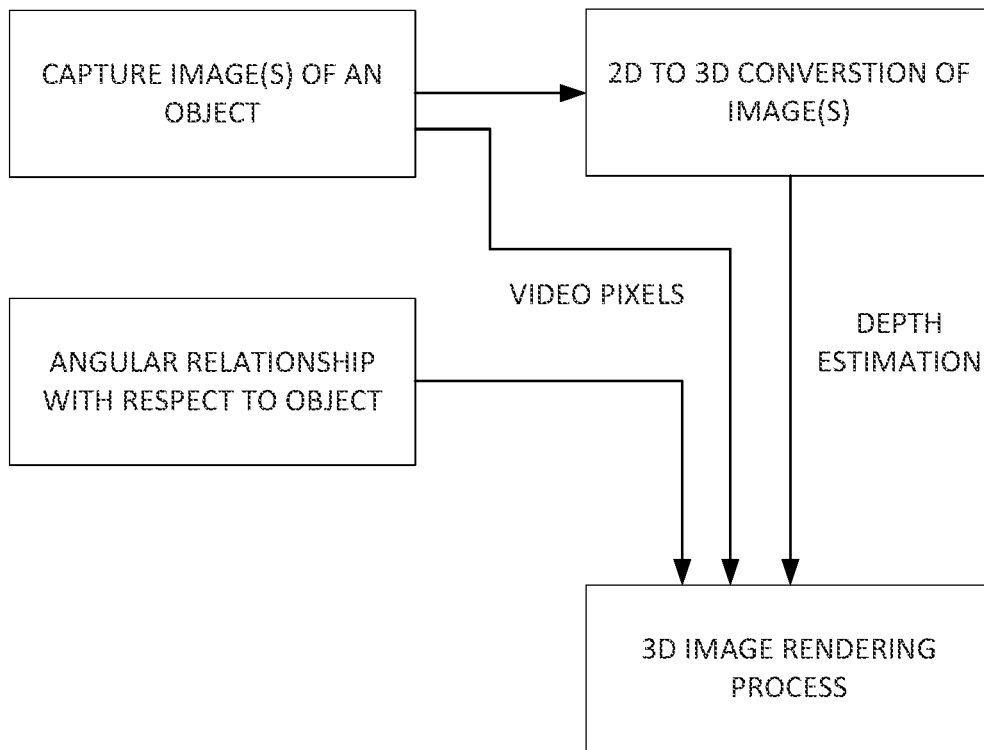 CAPTURE IMAGE(S) OF AN
OBJECT
2D TO 3D CONVERSTION OF
IMAGE(S)
VIDEO PIXELS
DEPTH
ESTIMATION
ANGULAR RELATIONSHIP
WITH RESPECT TO OBJECT
3D IMAGE RENDERING
PROCESS